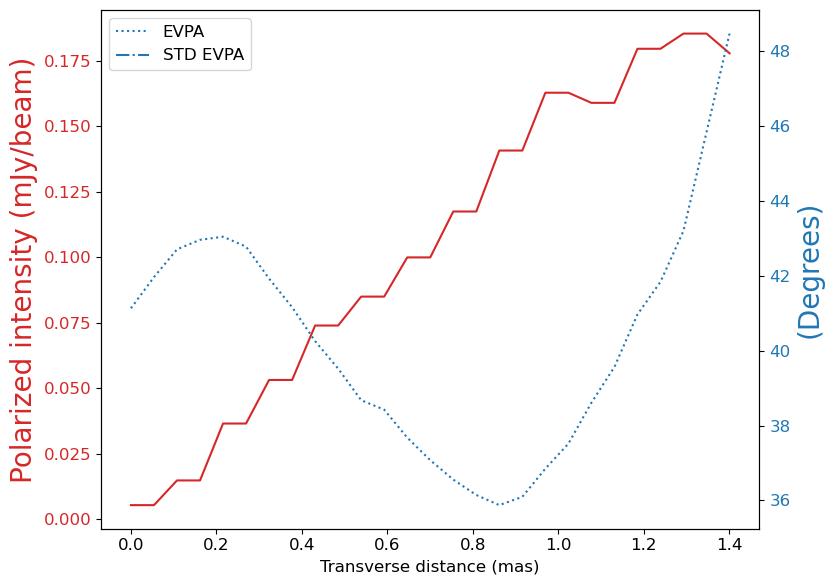 EVPA
STD EVPA
Polarized intensity (mJy/beam)
0.175
0.150
0.125
0.100
0.075
0.050
0.025
0.000
48
46
44
42
40
38
36
(Degrees)
0.0 0.2 0.4 0.6 0.8 1.0 1.2 1.4
Transverse distance (mas)